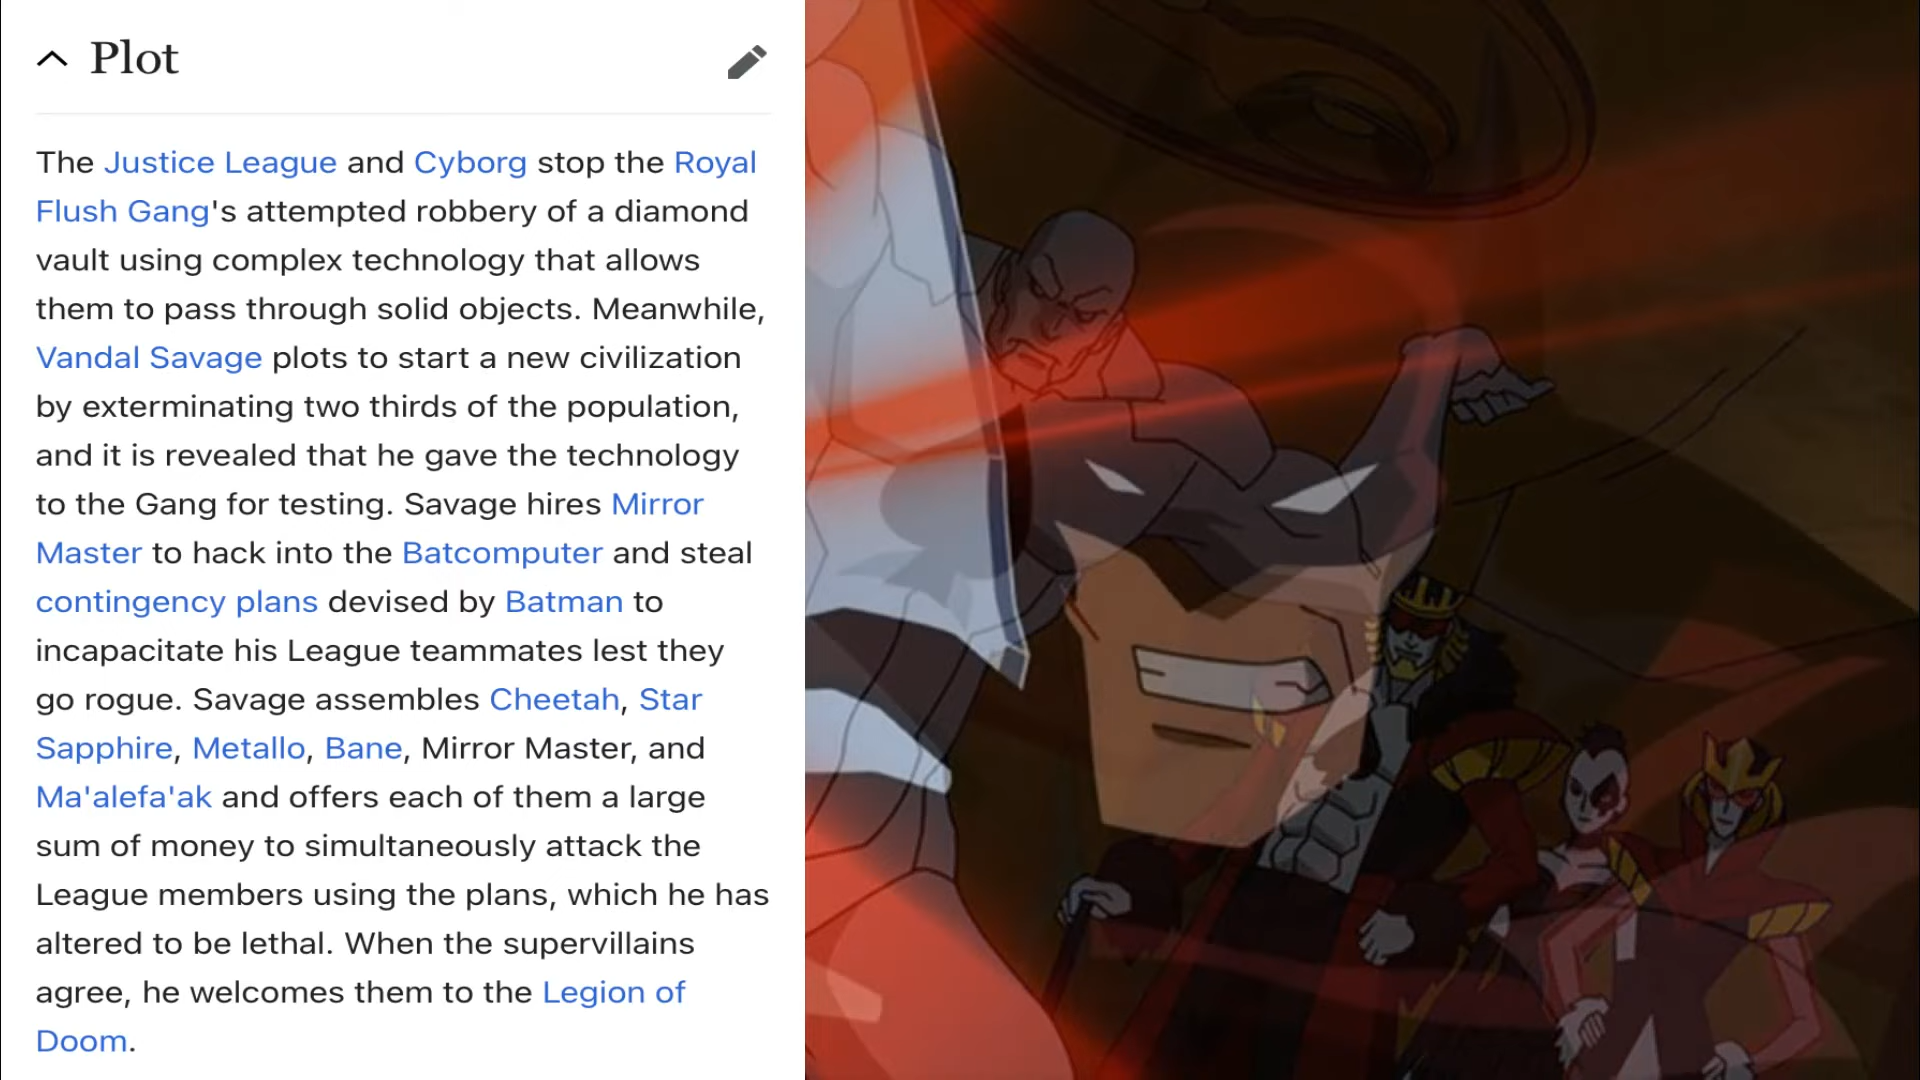 Plot
The Justice League and Cyborg stop the Royal
Flush Gang's attempted robbery of a diamond
vault using complex technology that allows
them to pass through solid objects. Meanwhile,
Vandal Savage plots to start a new civilization
by exterminating two thirds of the population,
and it is revealed that he gave the technology
to the Gang for testing. Savage hires Mirror
Master to hack into the Batcomputer and steal
contingency plans devised by Batman to
incapacitate his League teammates lest they
go rogue. Savage assembles Cheetah, Star
Sapphire, Metallo, Bane, Mirror Master, and
Ma'alefa'ak and offers each of them a large
sum of money to simultaneously attack the
League members using the plans, which he has
altered to be lethal. When the supervillains
agree, he welcomes them to the Legion of
Doom.